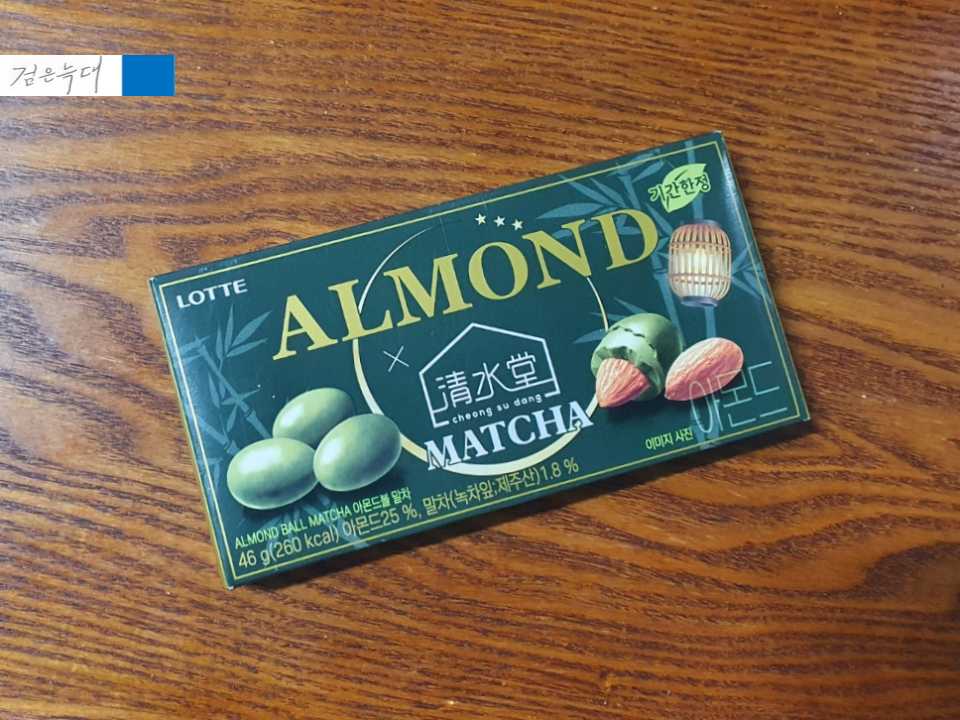 검은늑대
기간한정
LOTTE
ALMOND
×
清水堂
cheong su dang
MATCHA
아몬드
이미지 사진
ALMOND BALL MATCHA 아몬드볼 말차
46 g(260 kcal) 아몬드25 %, 말차(녹차잎;제주산)1.8 %